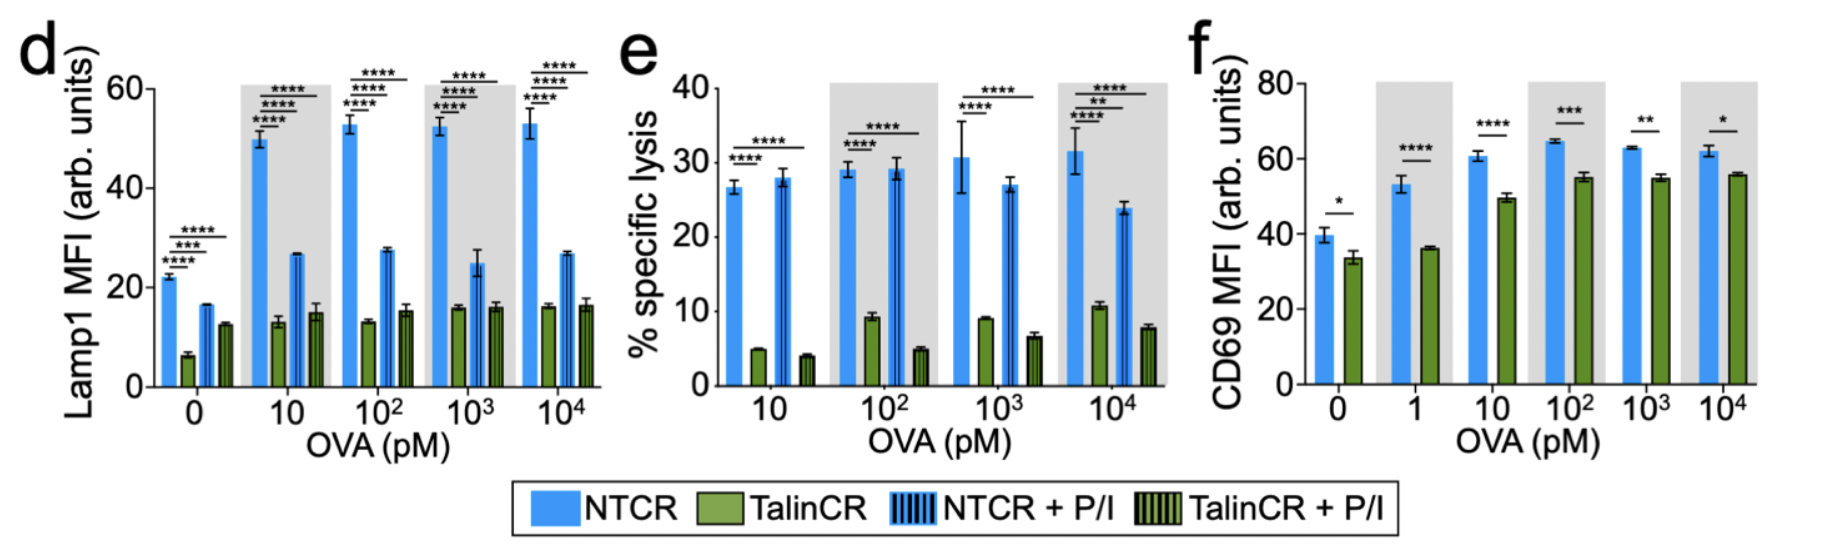 d
Lamp1 MFI (arb. units)
60
40
20
0
**** *** ****
**** **** ****
**** **** ****
**** **** ****
**** **** ****
0 10 10² 10³ 10⁴
OVA (pM)
e
% specific lysis
40
30
20
10
0
**** ****
**** ****
**** ****
**** ** ****
10 10² 10³ 10⁴
OVA (pM)
f
CD69 MFI (arb. units)
80
60
40
20
0
* **** **** *** ** *
0 1 10 10² 10³ 10⁴
OVA (pM)
NTCR TalinCR NTCR + P/I TalinCR + P/I